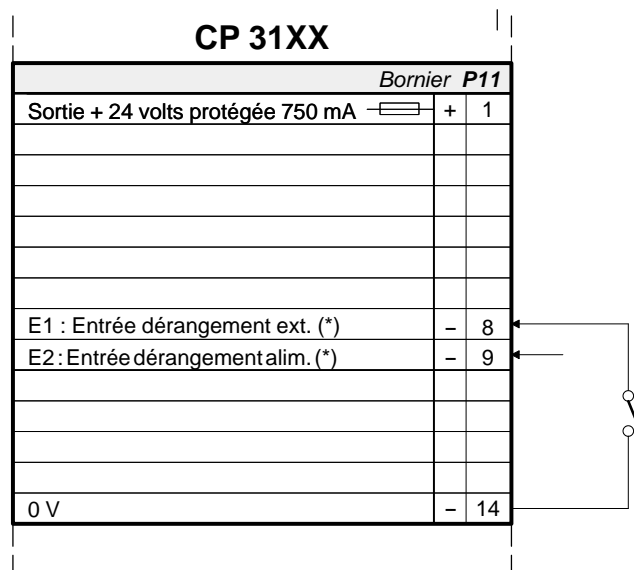 CP 31XX
Bornier P11
Sortie + 24 volts protégée 750 mA + 1
E1 : Entrée dérangement ext. (*) – 8
E2 : Entrée dérangement alim. (*) – 9
0 V – 14